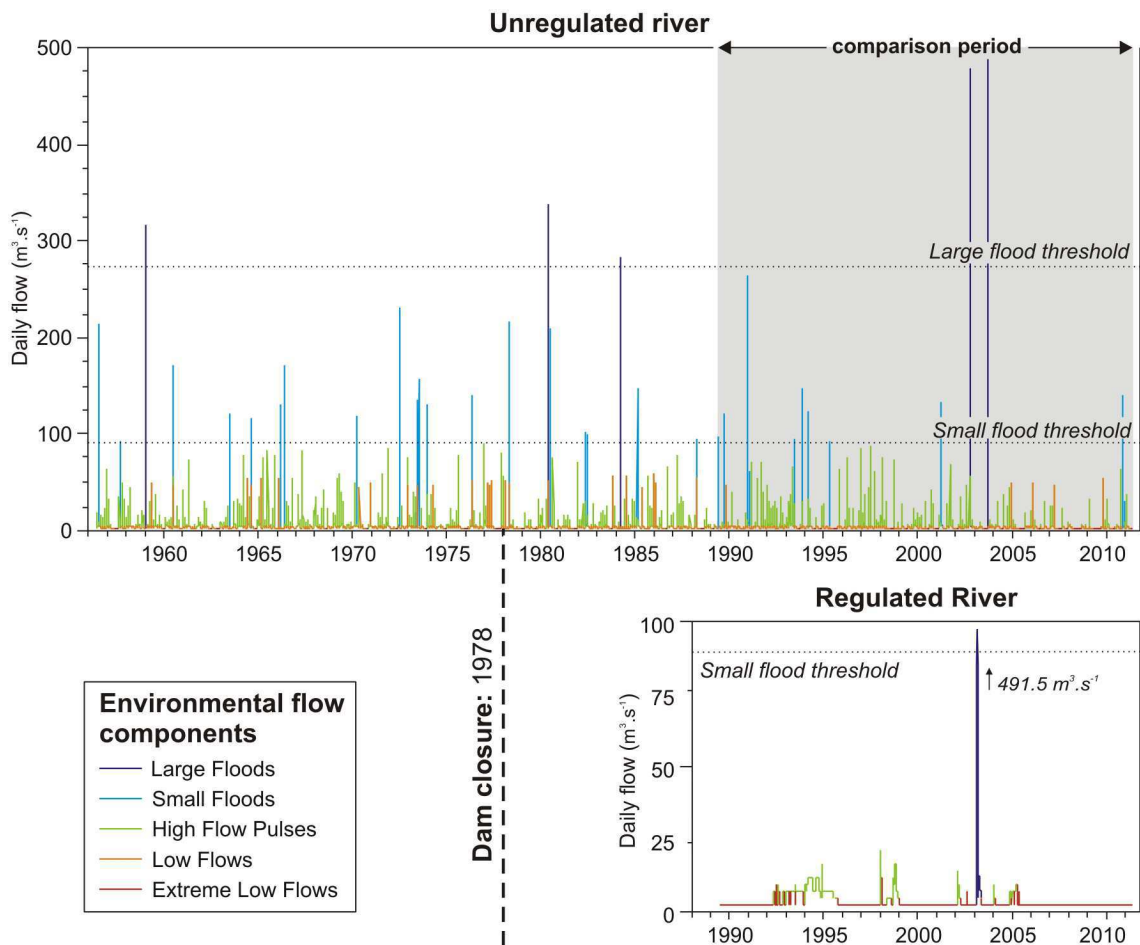 Unregulated river
comparison period
500
400
300
200
100
0
Daily flow (m³.s⁻¹)
Large flood threshold
Small flood threshold
1960 1965 1970 1975 1980 1985 1990 1995 2000 2005 2010
Dam closure: 1978
Environmental flow
components
Large Floods
Small Floods
High Flow Pulses
Low Flows
Extreme Low Flows
Regulated River
100
75
50
25
0
Daily flow (m³.s⁻¹)
Small flood threshold
491.5 m³.s⁻¹
1990 1995 2000 2005 2010